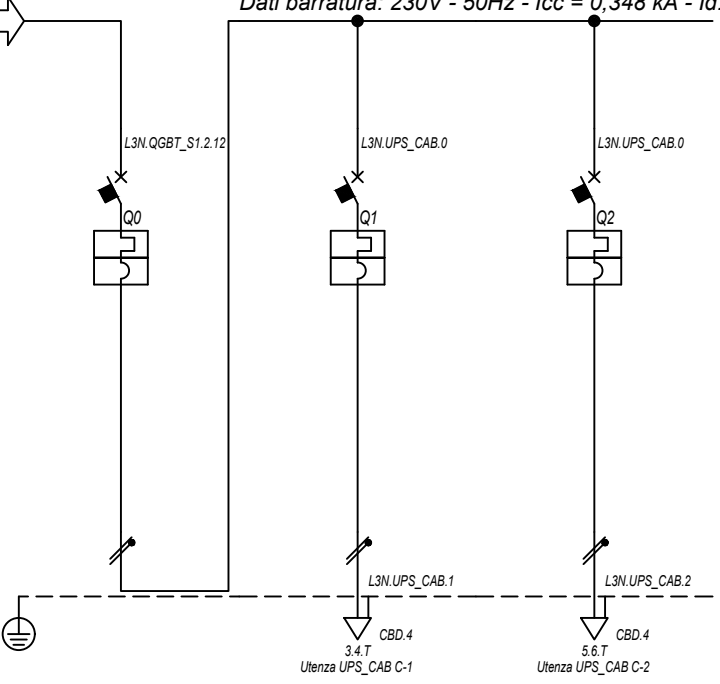 Dati barratura: 230V - 50Hz - Icc = 0,348 kA - Id
L3N.QGBT_S1.2.12
L3N.UPS_CAB.0
L3N.UPS_CAB.0
Q0
Q1
Q2
L3N.UPS_CAB.1
L3N.UPS_CAB.2
CBD.4
CBD.4
3.4.T
5.6.T
Utenza UPS_CAB C-1
Utenza UPS_CAB C-2